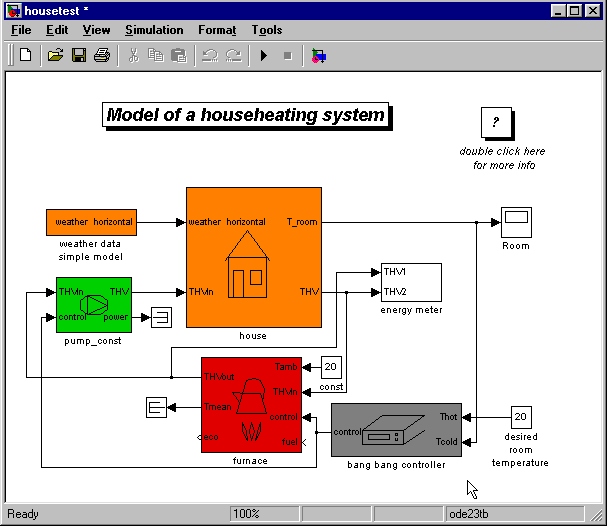 housetest *
File Edit View Simulation Format Tools
Model of a househeating system
?
double click here
for more info
weather horizontal
weather data
simple model
weather horizontal
T_room
THVin
THV
house
Room
THVin
THV
control
power
pump_const
THV1
THV2
energy meter
THVout
Tamb
Tmean
THVin
control
eco
fuel
furnace
20
const
control
Thot
Tcold
bang bang controller
20
desired
room
temperature
Ready
100%
ode23tb